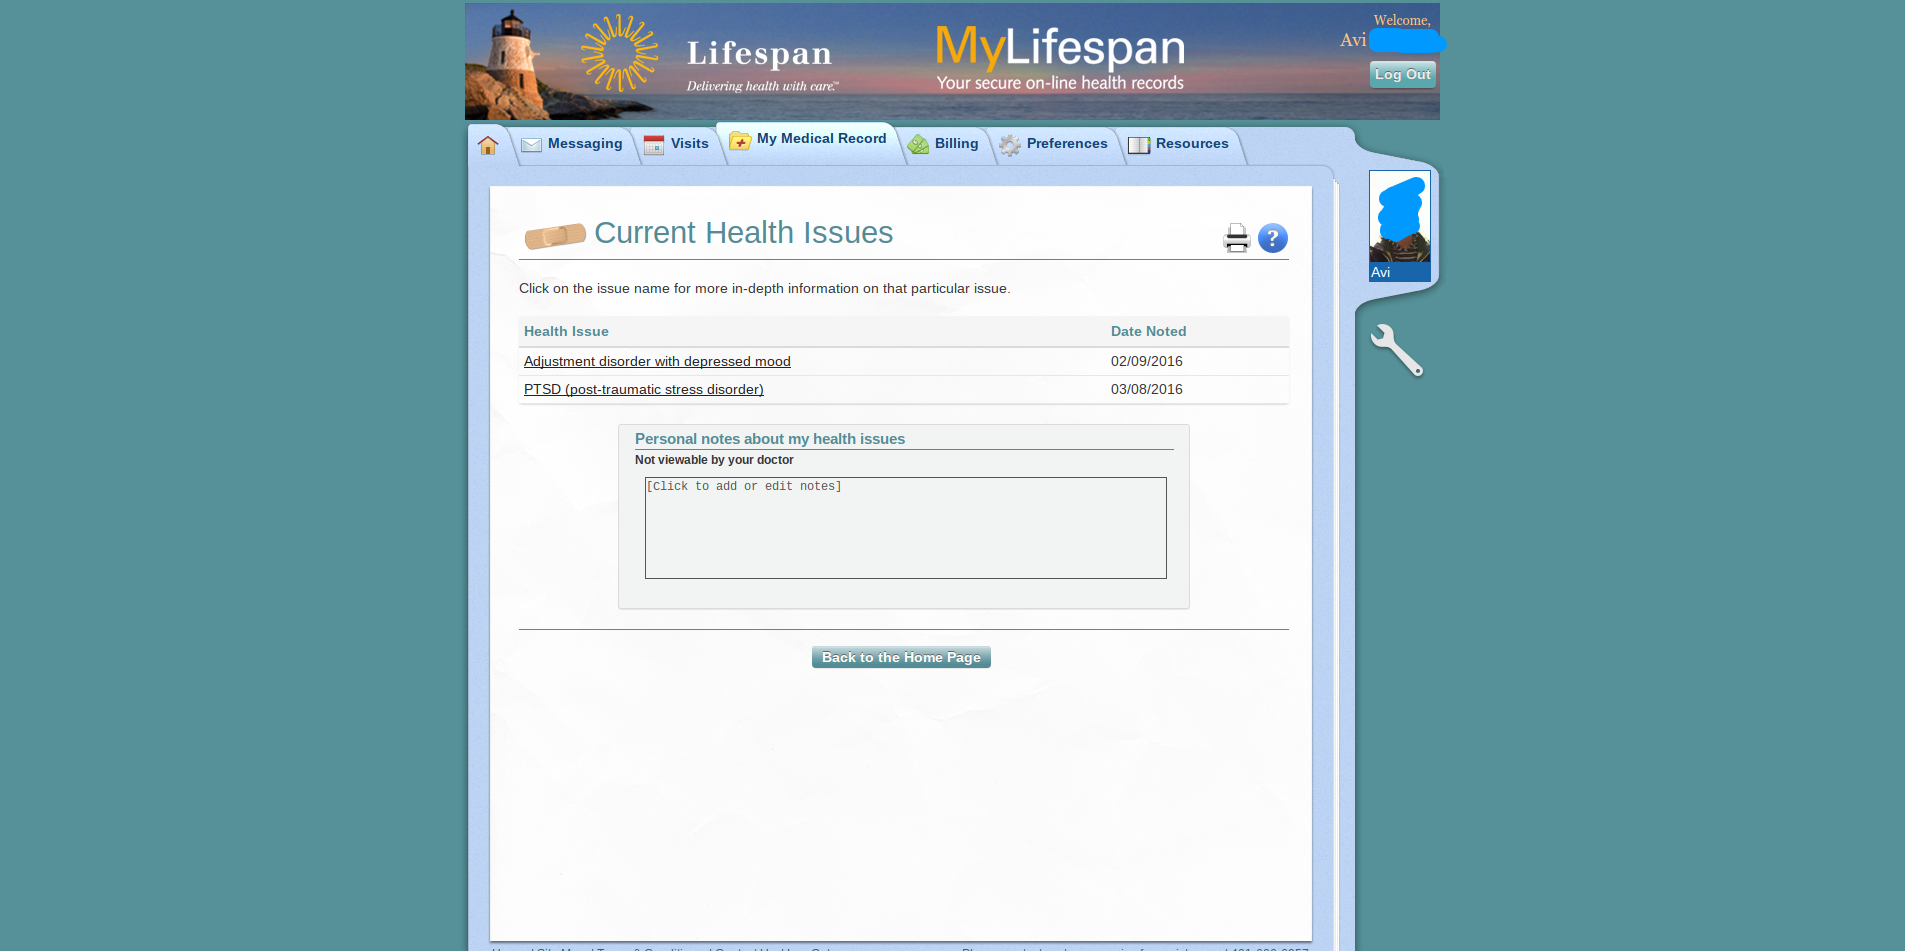 Lifespan
Delivering health with care.™
MyLifespan
Your secure on-line health records
Welcome,
Avi
Log Out
Messaging
Visits
My Medical Record
Billing
Preferences
Resources
Avi
Current Health Issues
?
Click on the issue name for more in-depth information on that particular issue.
Health Issue Date Noted
Adjustment disorder with depressed mood 02/09/2016
PTSD (post-traumatic stress disorder) 03/08/2016
Personal notes about my health issues
Not viewable by your doctor
[Click to add or edit notes]
Back to the Home Page